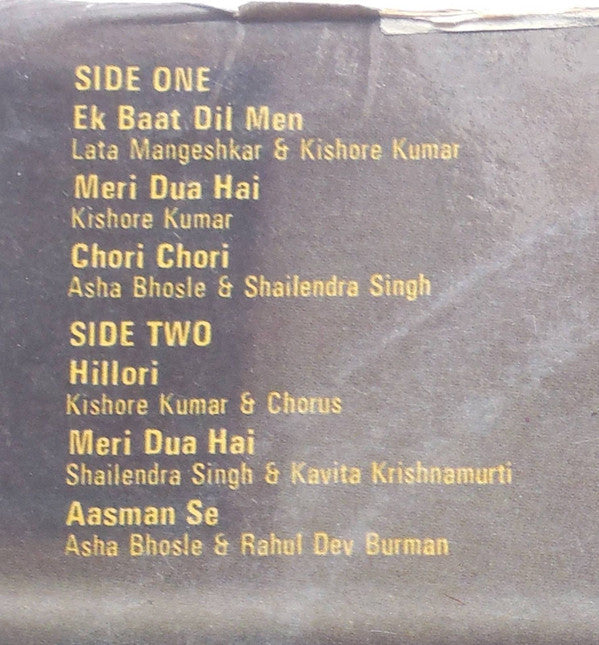 SIDE ONE
Ek Baat Dil Men
Lata Mangeshkar & Kishore Kumar
Meri Dua Hai
Kishore Kumar
Chori Chori
Asha Bhosle & Shailendra Singh
SIDE TWO
Hillori
Kishore Kumar & Chorus
Meri Dua Hai
Shailendra Singh & Kavita Krishnamurti
Aasman Se
Asha Bhosle & Rahul Dev Burman